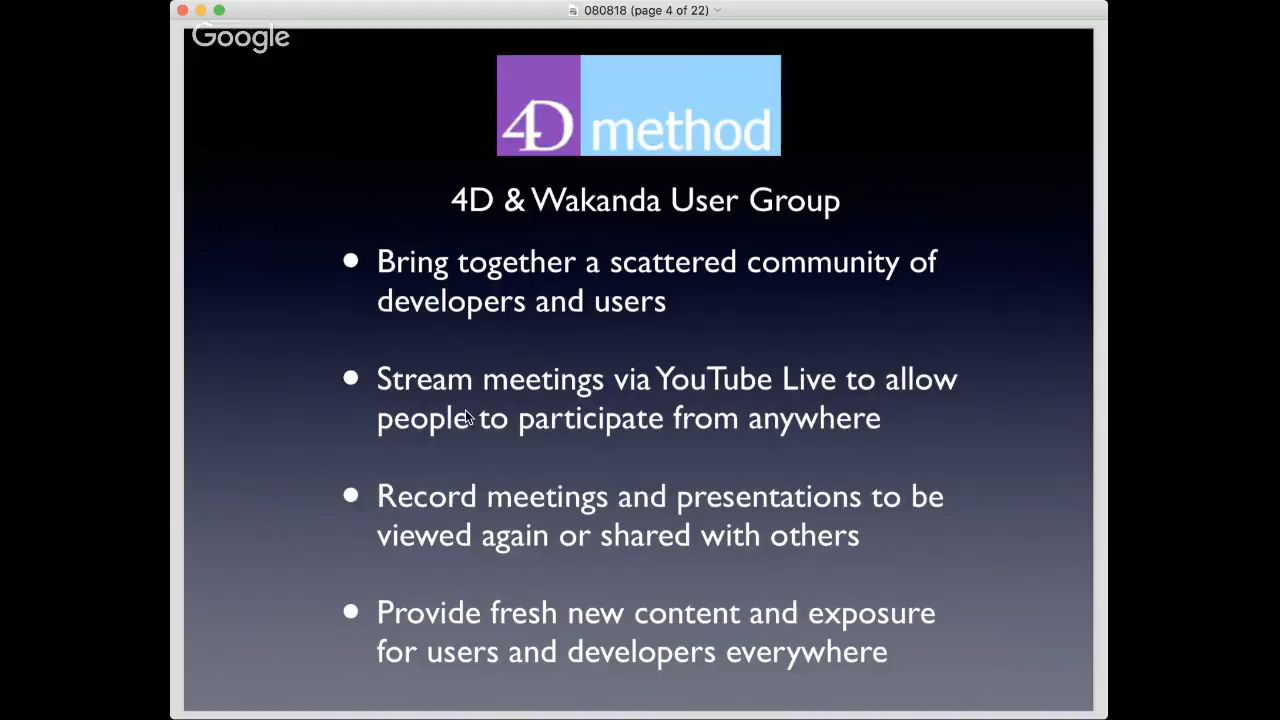 080818 (page 4 of 22)
Google
4D method
4D & Wakanda User Group
• Bring together a scattered community of
developers and users
• Stream meetings via YouTube Live to allow
people to participate from anywhere
• Record meetings and presentations to be
viewed again or shared with others
• Provide fresh new content and exposure
for users and developers everywhere